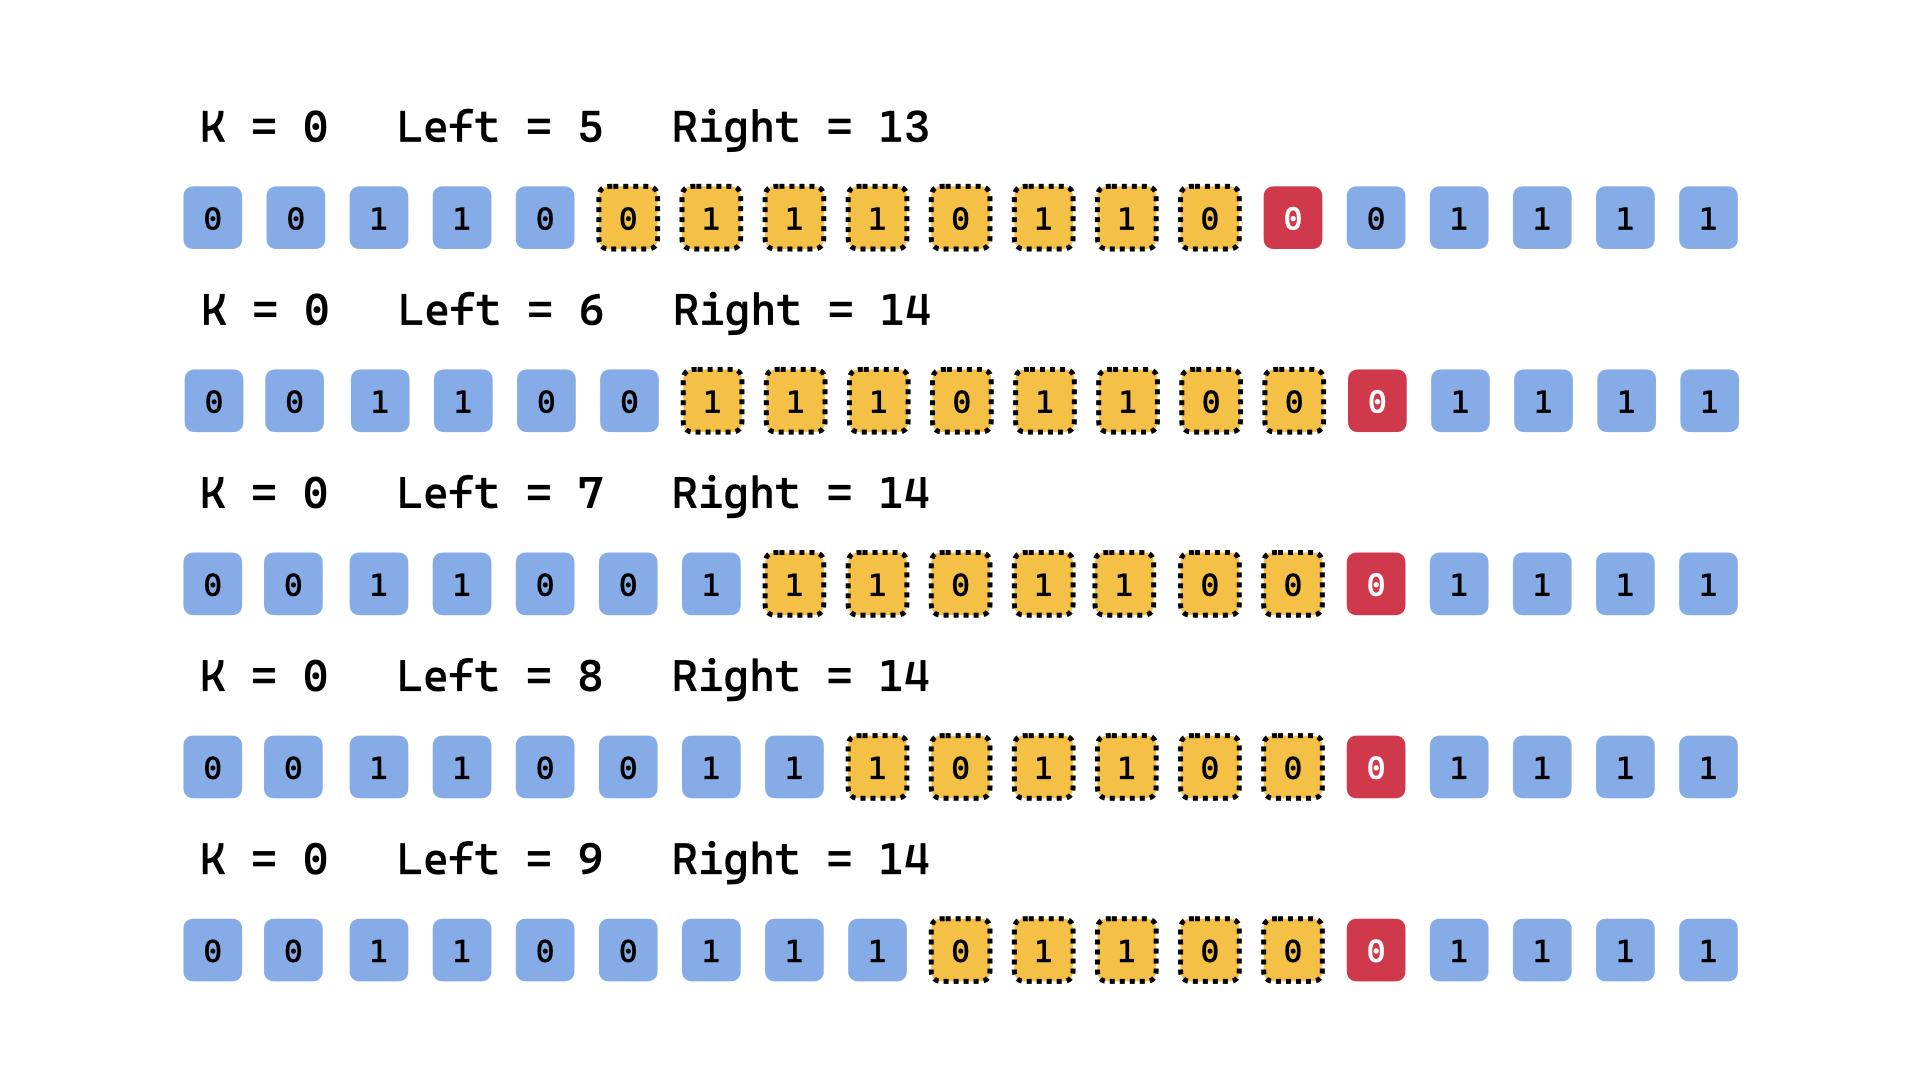 K = 0 Left = 5 Right = 13
0 0 1 1 0 0 1 1 1 0 1 1 0 0 0 1 1 1 1
K = 0 Left = 6 Right = 14
0 0 1 1 0 0 1 1 1 0 1 1 0 0 0 1 1 1 1
K = 0 Left = 7 Right = 14
0 0 1 1 0 0 1 1 1 0 1 1 0 0 0 1 1 1 1
K = 0 Left = 8 Right = 14
0 0 1 1 0 0 1 1 1 0 1 1 0 0 0 1 1 1 1
K = 0 Left = 9 Right = 14
0 0 1 1 0 0 1 1 1 0 1 1 0 0 0 1 1 1 1